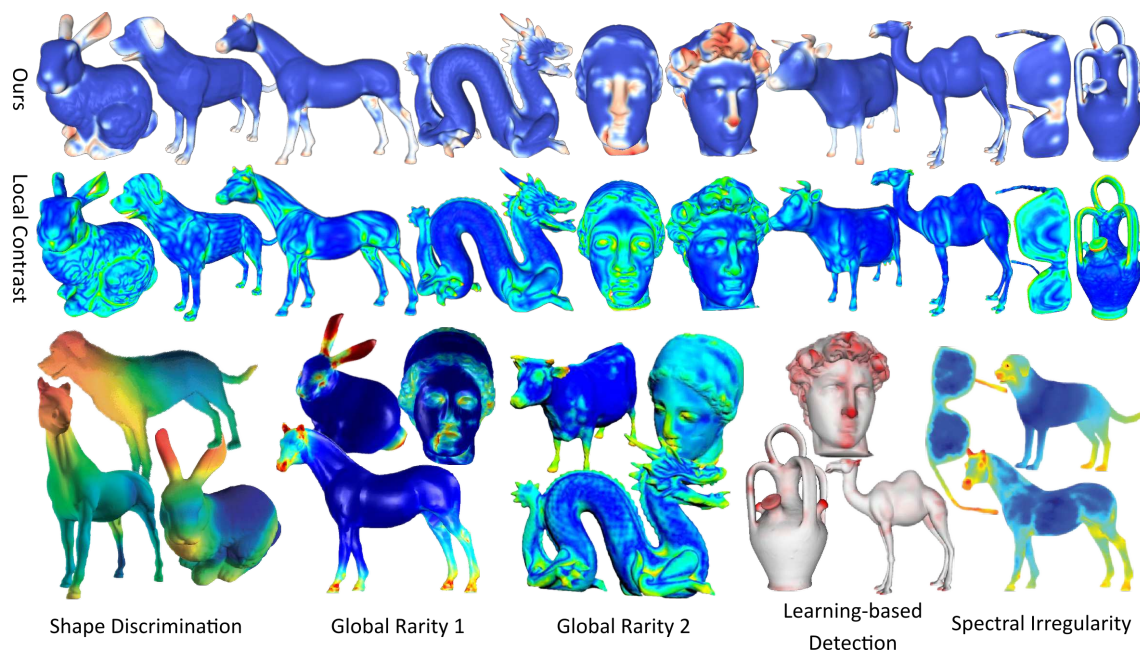 Ours
Local Contrast
Shape Discrimination
Global Rarity 1
Global Rarity 2
Learning-based
Detection
Spectral Irregularity